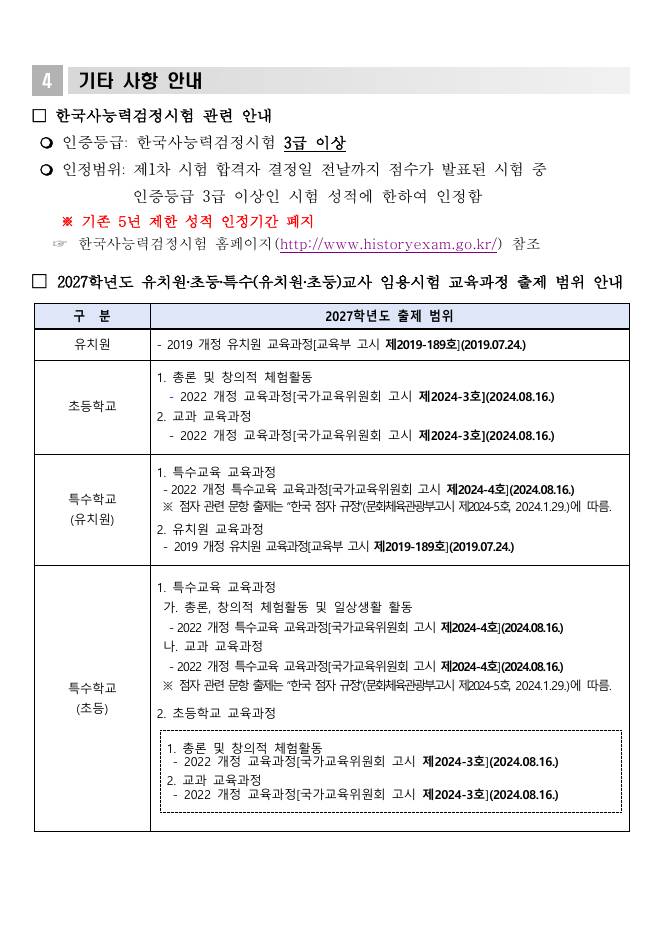 4 기타 사항 안내
□ 한국사능력검정시험 관련 안내
❍ 인증등급: 한국사능력검정시험 3급 이상
❍ 인정범위: 제1차 시험 합격자 결정일 전날까지 점수가 발표된 시험 중
인증등급 3급 이상인 시험 성적에 한하여 인정함
※ 기존 5년 제한 성적 인정기간 폐지
☞ 한국사능력검정시험 홈페이지(http://www.historyexam.go.kr/) 참조
□ 2027학년도 유치원·초등·특수(유치원·초등)교사 임용시험 교육과정 출제 범위 안내
구 분 2027학년도 출제 범위
유치원 - 2019 개정 유치원 교육과정[교육부 고시 제2019-189호](2019.07.24.)
초등학교
1. 총론 및 창의적 체험활동
- 2022 개정 교육과정[국가교육위원회 고시 제2024-3호](2024.08.16.)
2. 교과 교육과정
- 2022 개정 교육과정[국가교육위원회 고시 제2024-3호](2024.08.16.)
특수학교
(유치원)
1. 특수교육 교육과정
- 2022 개정 특수교육 교육과정[국가교육위원회 고시 제2024-4호](2024.08.16.)
※ 점자 관련 문항 출제는 "한국 점자 규정"(문화체육관광부고시 제2024-5호, 2024.1.29.)에 따름.
2. 유치원 교육과정
- 2019 개정 유치원 교육과정[교육부 고시 제2019-189호](2019.07.24.)
특수학교
(초등)
1. 특수교육 교육과정
가. 총론, 창의적 체험활동 및 일상생활 활동
- 2022 개정 특수교육 교육과정[국가교육위원회 고시 제2024-4호](2024.08.16.)
나. 교과 교육과정
- 2022 개정 특수교육 교육과정[국가교육위원회 고시 제2024-4호](2024.08.16.)
※ 점자 관련 문항 출제는 "한국 점자 규정"(문화체육관광부고시 제2024-5호, 2024.1.29.)에 따름.
2. 초등학교 교육과정
1. 총론 및 창의적 체험활동
- 2022 개정 교육과정[국가교육위원회 고시 제2024-3호](2024.08.16.)
2. 교과 교육과정
- 2022 개정 교육과정[국가교육위원회 고시 제2024-3호](2024.08.16.)